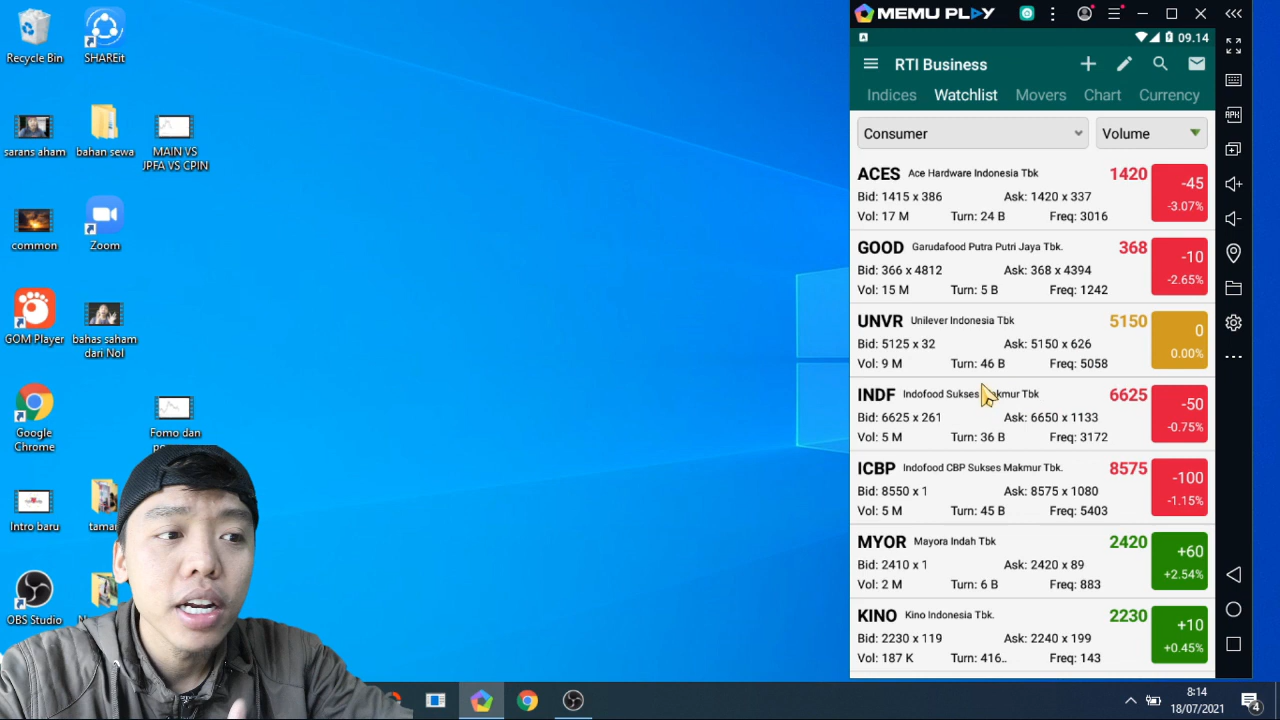 Recycle Bin
SHAREit
sarans aham
bahan sewa
MAIN VS
JPFA VS CPIN
common
Zoom
GOM Player
bahas saham
dari Nol
Google
Chrome
Fomo dan
Intro baru
OBS Studio
MEMU PLAY
09.14
RTI Business
Indices Watchlist Movers Chart Currency
Consumer Volume
ACES Ace Hardware Indonesia Tbk 1420 -45
Bid: 1415 x 386 Ask: 1420 x 337 -3.07%
Vol: 17 M Turn: 24 B Freq: 3016
GOOD Garudafood Putra Putri Jaya Tbk. 368 -10
Bid: 366 x 4812 Ask: 368 x 4394 -2.65%
Vol: 15 M Turn: 5 B Freq: 1242
UNVR Unilever Indonesia Tbk 5150 0
Bid: 5125 x 32 Ask: 5150 x 626 0.00%
Vol: 9 M Turn: 46 B Freq: 5058
INDF Indofood Sukses Tbk 6625 -50
Bid: 6625 x 261 Ask: 6650 x 1133 -0.75%
Vol: 5 M Turn: 36 B Freq: 3172
ICBP Indofood CBP Sukses Makmur Tbk. 8575 -100
Bid: 8550 x 1 Ask: 8575 x 1080 -1.15%
Vol: 5 M Turn: 45 B Freq: 5403
MYOR Mayora Indah Tbk 2420 +60
Bid: 2410 x 1 Ask: 2420 x 89 +2.54%
Vol: 2 M Turn: 6 B Freq: 883
KINO Kino Indonesia Tbk. 2230 +10
Bid: 2230 x 119 Ask: 2240 x 199 +0.45%
Vol: 187 K Turn: 416.. Freq: 143
8:14
18/07/2021
4